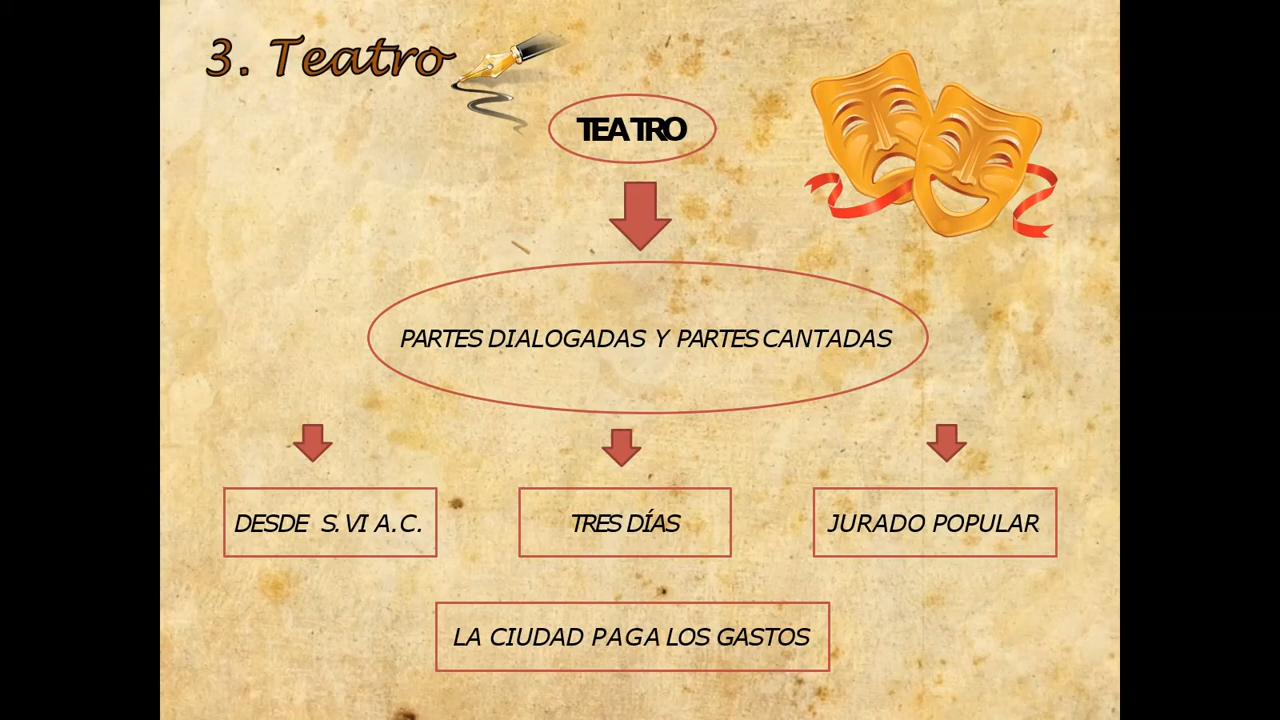 3. Teatro
TEATRO
PARTES DIALOGADAS Y PARTES CANTADAS
DESDE S. VI A.C.
TRES DÍAS
JURADO POPULAR
LA CIUDAD PAGA LOS GASTOS